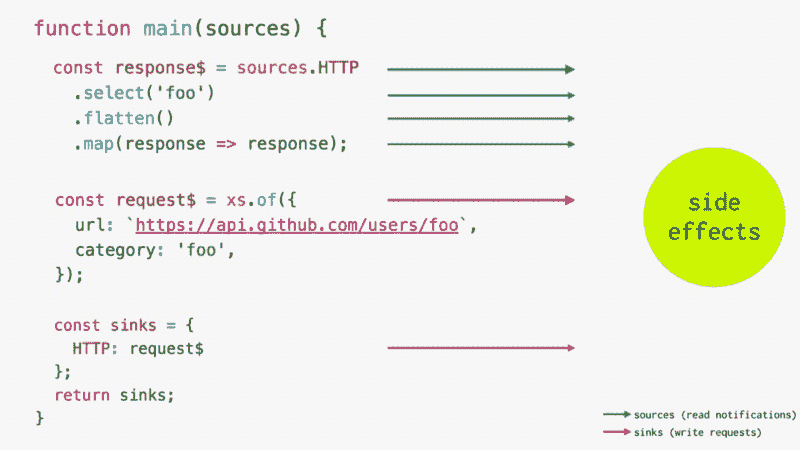 function main(sources) {
const response$ = sources.HTTP
.select('foo')
.flatten()
.map(response => response);
const request$ = xs.of({
url: `https://api.github.com/users/foo`,
category: 'foo',
});
const sinks = {
HTTP: request$
};
return sinks;
}
side
effects
sources (read notifications)
sinks (write requests)